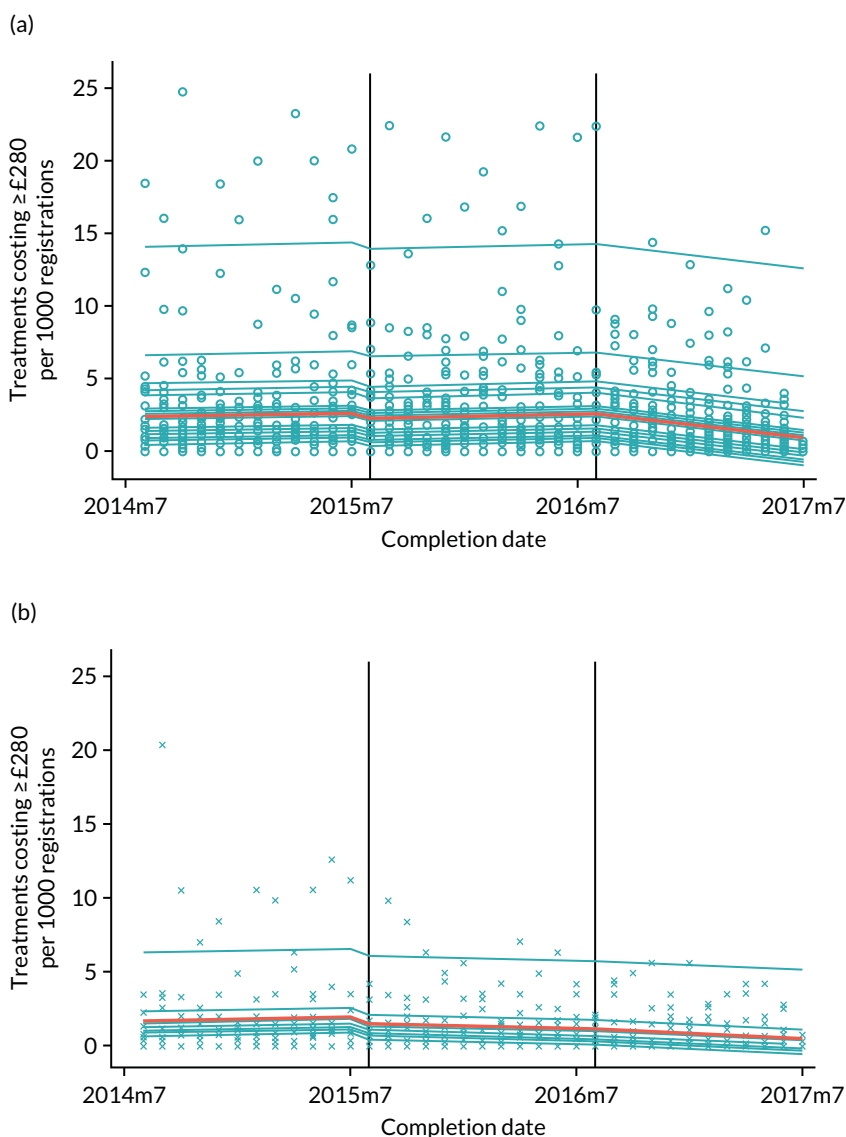 (a)
Treatments costing ≥£280
per 1000 registrations
25
20
15
10
5
0
2014m7 2015m7 2016m7 2017m7
Completion date
(b)
Treatments costing ≥£280
per 1000 registrations
25
20
15
10
5
0
2014m7 2015m7 2016m7 2017m7
Completion date